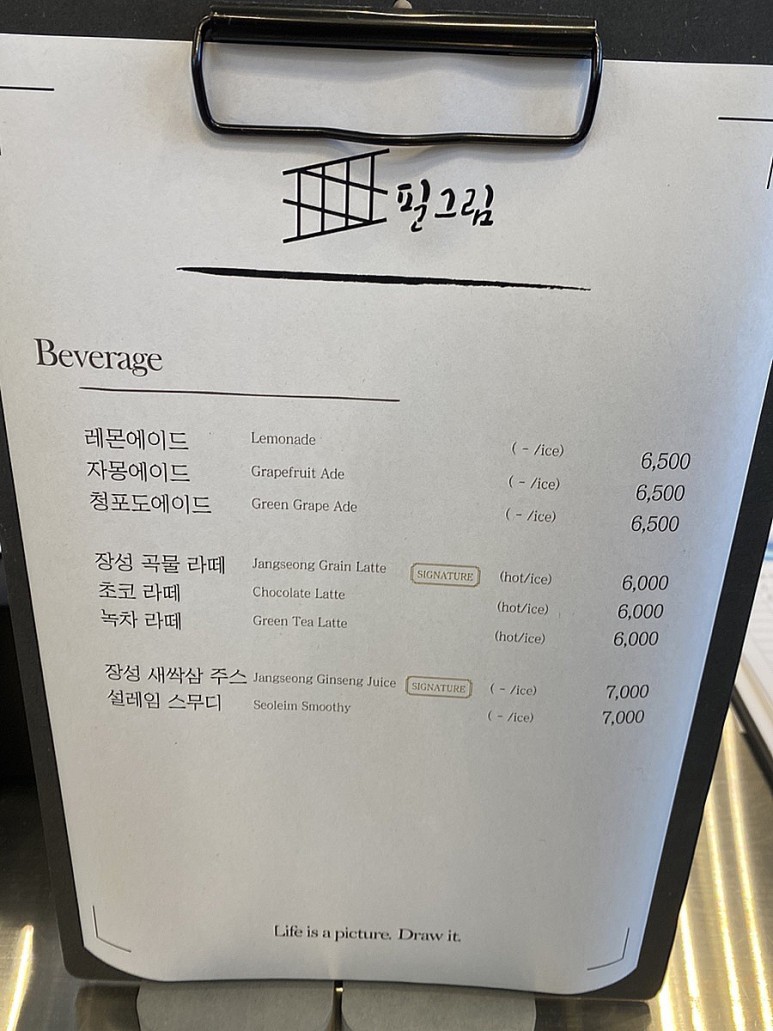 필그림
Beverage
레몬에이드 Lemonade ( - /ice) 6,500
자몽에이드 Grapefruit Ade ( - /ice) 6,500
청포도에이드 Green Grape Ade ( - /ice) 6,500
장성 곡물 라떼 Jangseong Grain Latte SIGNATURE (hot/ice) 6,000
초코 라떼 Chocolate Latte (hot/ice) 6,000
녹차 라떼 Green Tea Latte (hot/ice) 6,000
장성 새싹삼 주스 Jangseong Ginseng Juice SIGNATURE ( - /ice) 7,000
설레임 스무디 Seoleim Smoothy ( - /ice) 7,000
Life is a picture. Draw it.